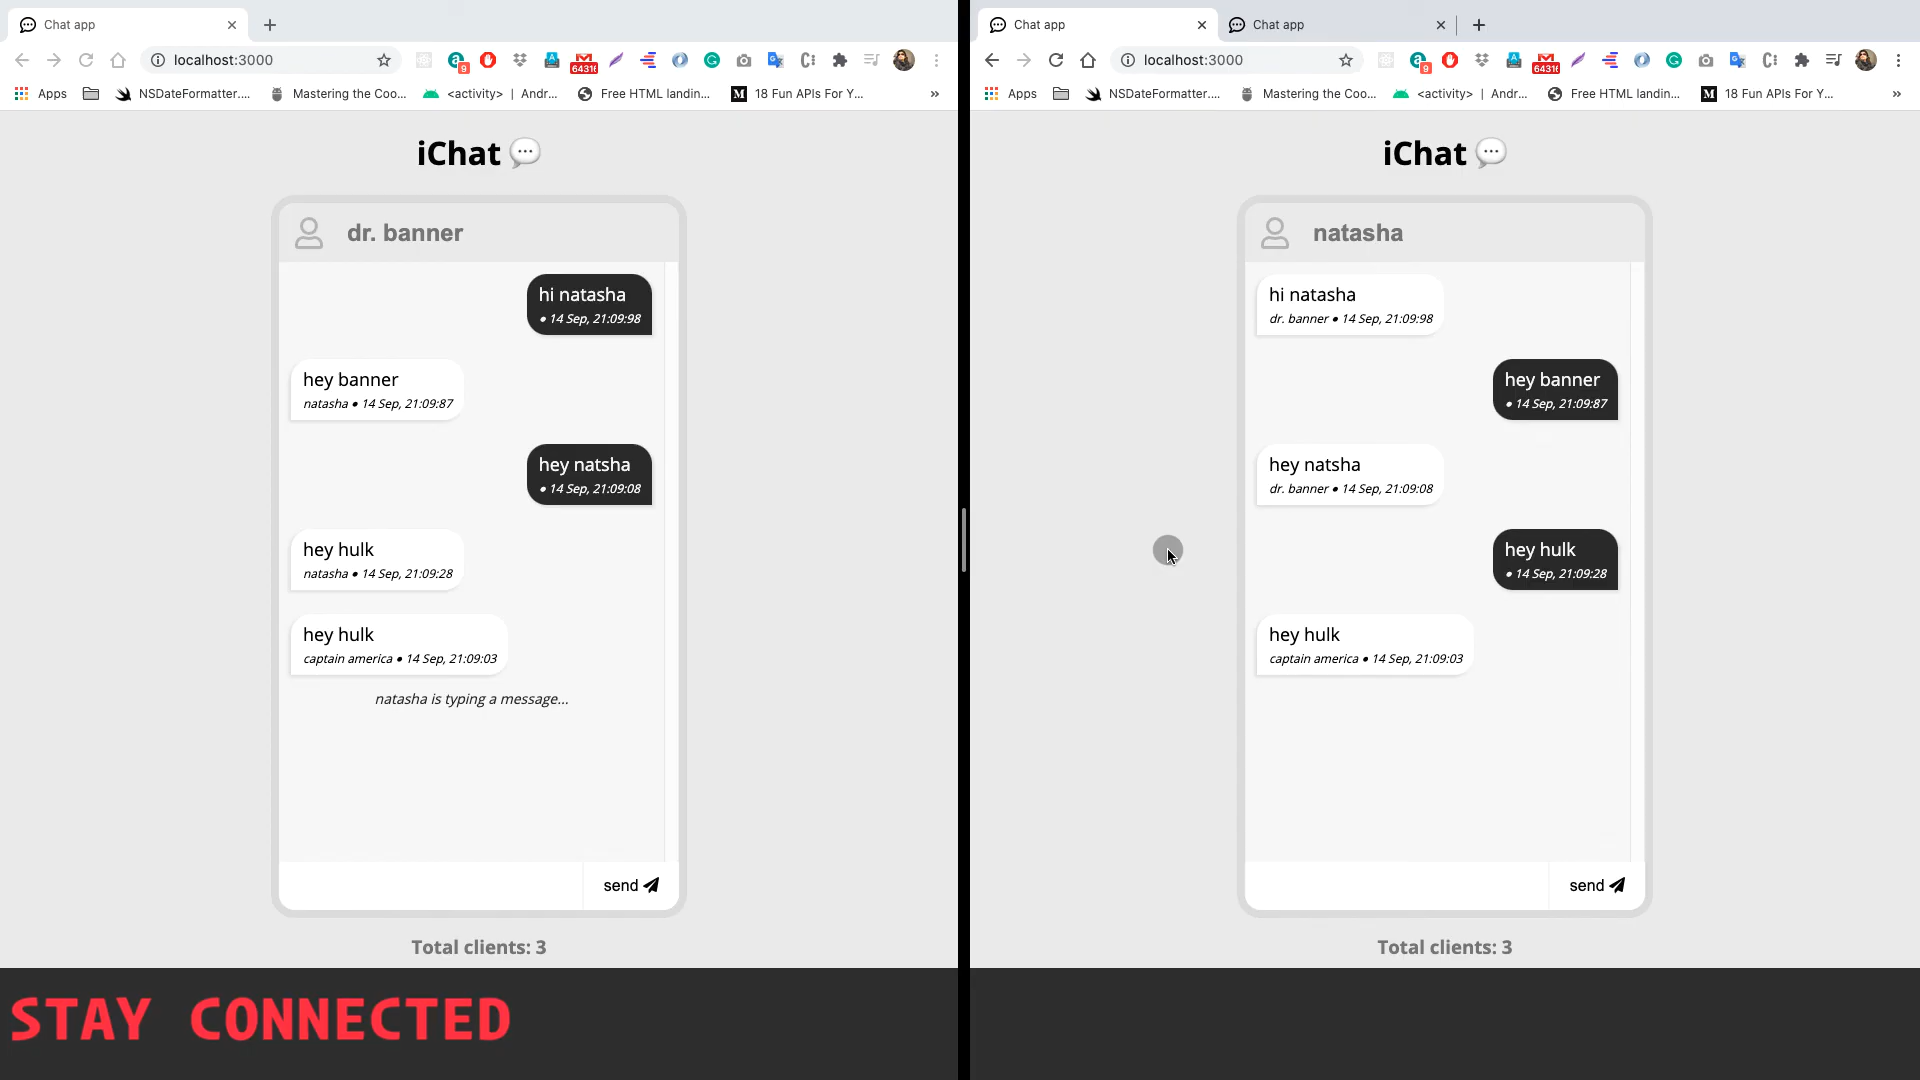 Chat app
localhost:3000
9
64316
Apps
NSDateFormatter....
Mastering the Coo...
<activity> | Andr...
Free HTML landin...
M
18 Fun APIs For Y...
»
iChat
dr. banner
hi natasha
• 14 Sep, 21:09:98
hey banner
natasha • 14 Sep, 21:09:87
hey natsha
• 14 Sep, 21:09:08
hey hulk
natasha • 14 Sep, 21:09:28
hey hulk
captain america • 14 Sep, 21:09:03
natasha is typing a message...
send
Total clients: 3
Chat app
Chat app
localhost:3000
9
64316
Apps
NSDateFormatter....
Mastering the Coo...
<activity> | Andr...
Free HTML landin...
M
18 Fun APIs For Y...
»
iChat
natasha
hi natasha
dr. banner • 14 Sep, 21:09:98
hey banner
• 14 Sep, 21:09:87
hey natsha
dr. banner • 14 Sep, 21:09:08
hey hulk
• 14 Sep, 21:09:28
hey hulk
captain america • 14 Sep, 21:09:03
send
Total clients: 3
STAY CONNECTED